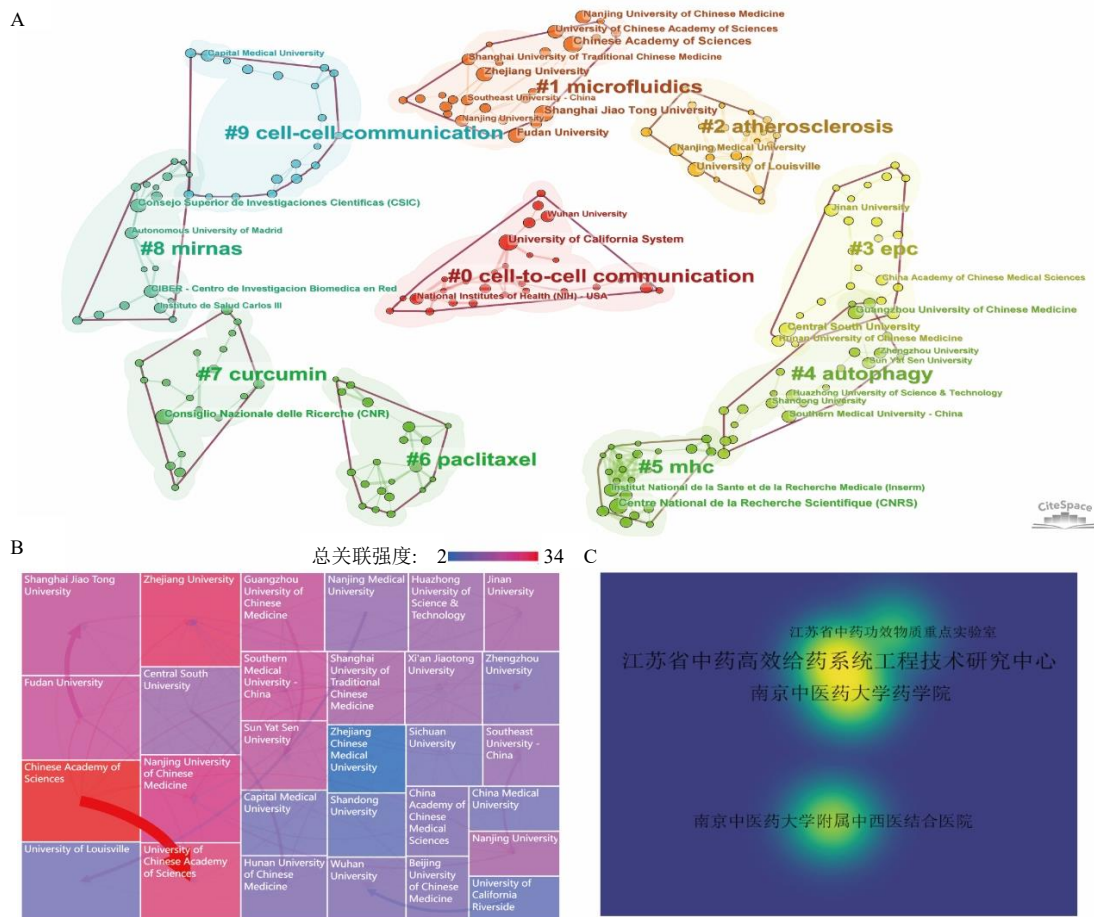 A
Nanjing University of Chinese Medicine
University of Chinese Academy of Sciences
Chinese Academy of Sciences
Capital Medical University
Shanghai University of Traditional Chinese Medicine
Zhejiang University
#1 microfluidics
Southeast University - China
Shanghai Jiao Tong University
Nanjing University
Fudan University
#9 cell-cell-communication
#2 atherosclerosis
Nanjing Medical University
University of Louisville
Consejo Superior de Investigaciones Cientificas (CSIC)
Autonomous University of Madrid
#8 mirnas
CIBER - Centro de Investigacion Biomedica en Red
Instituto de Salud Carlos III
Wuhan University
University of California System
#0 cell-to-cell communication
National Institutes of Health (NIH) - USA
Jinan University
#3 epc
China Academy of Chinese Medical Sciences
Guangzhou University of Chinese Medicine
Central South University
Hunan University of Chinese Medicine
Zhengzhou University
Sun Yat Sen University
#4 autophagy
Huazhong University of Science & Technology
Shandong University
Southern Medical University - China
#7 curcumin
Consiglio Nazionale delle Ricerche (CNR)
#6 paclitaxel
#5 mhc
Institut National de la Sante et de la Recherche Medicale (Inserm)
Centre National de la Recherche Scientifique (CNRS)
CiteSpace
B
总关联强度: 2 34
Shanghai Jiao Tong
University
Fudan University
Chinese Academy of
Sciences
University of Louisville
Zhejiang University
Central South
University
Nanjing University
of Chinese
Medicine
University of
Chinese Academy
of Sciences
Guangzhou
University of
Chinese
Medicine
Southern
Medical
University -
China
Sun Yat Sen
University
Capital Medical
University
Hunan University
of Chinese
Medicine
Nanjing Medical
University
Shanghai
University of
Traditional
Chinese
Medicine
Zhejiang
Chinese
Medical
University
Shandong
University
Wuhan
University
Huazhong
University of
Science &
Technology
Xi'an Jiaotong
University
Sichuan
University
China
Academy of
Chinese
Medical
Sciences
Beijing
University of
Chinese
Medicine
Jinan
University
Zhengzhou
University
Southeast
University -
China
China Medical
University
Nanjing University
University of
California
Riverside
C
江苏省中药功效物质重点实验室
江苏省中药高效给药系统工程技术研究中心
南京中医药大学药学院
南京中医药大学附属中西医结合医院